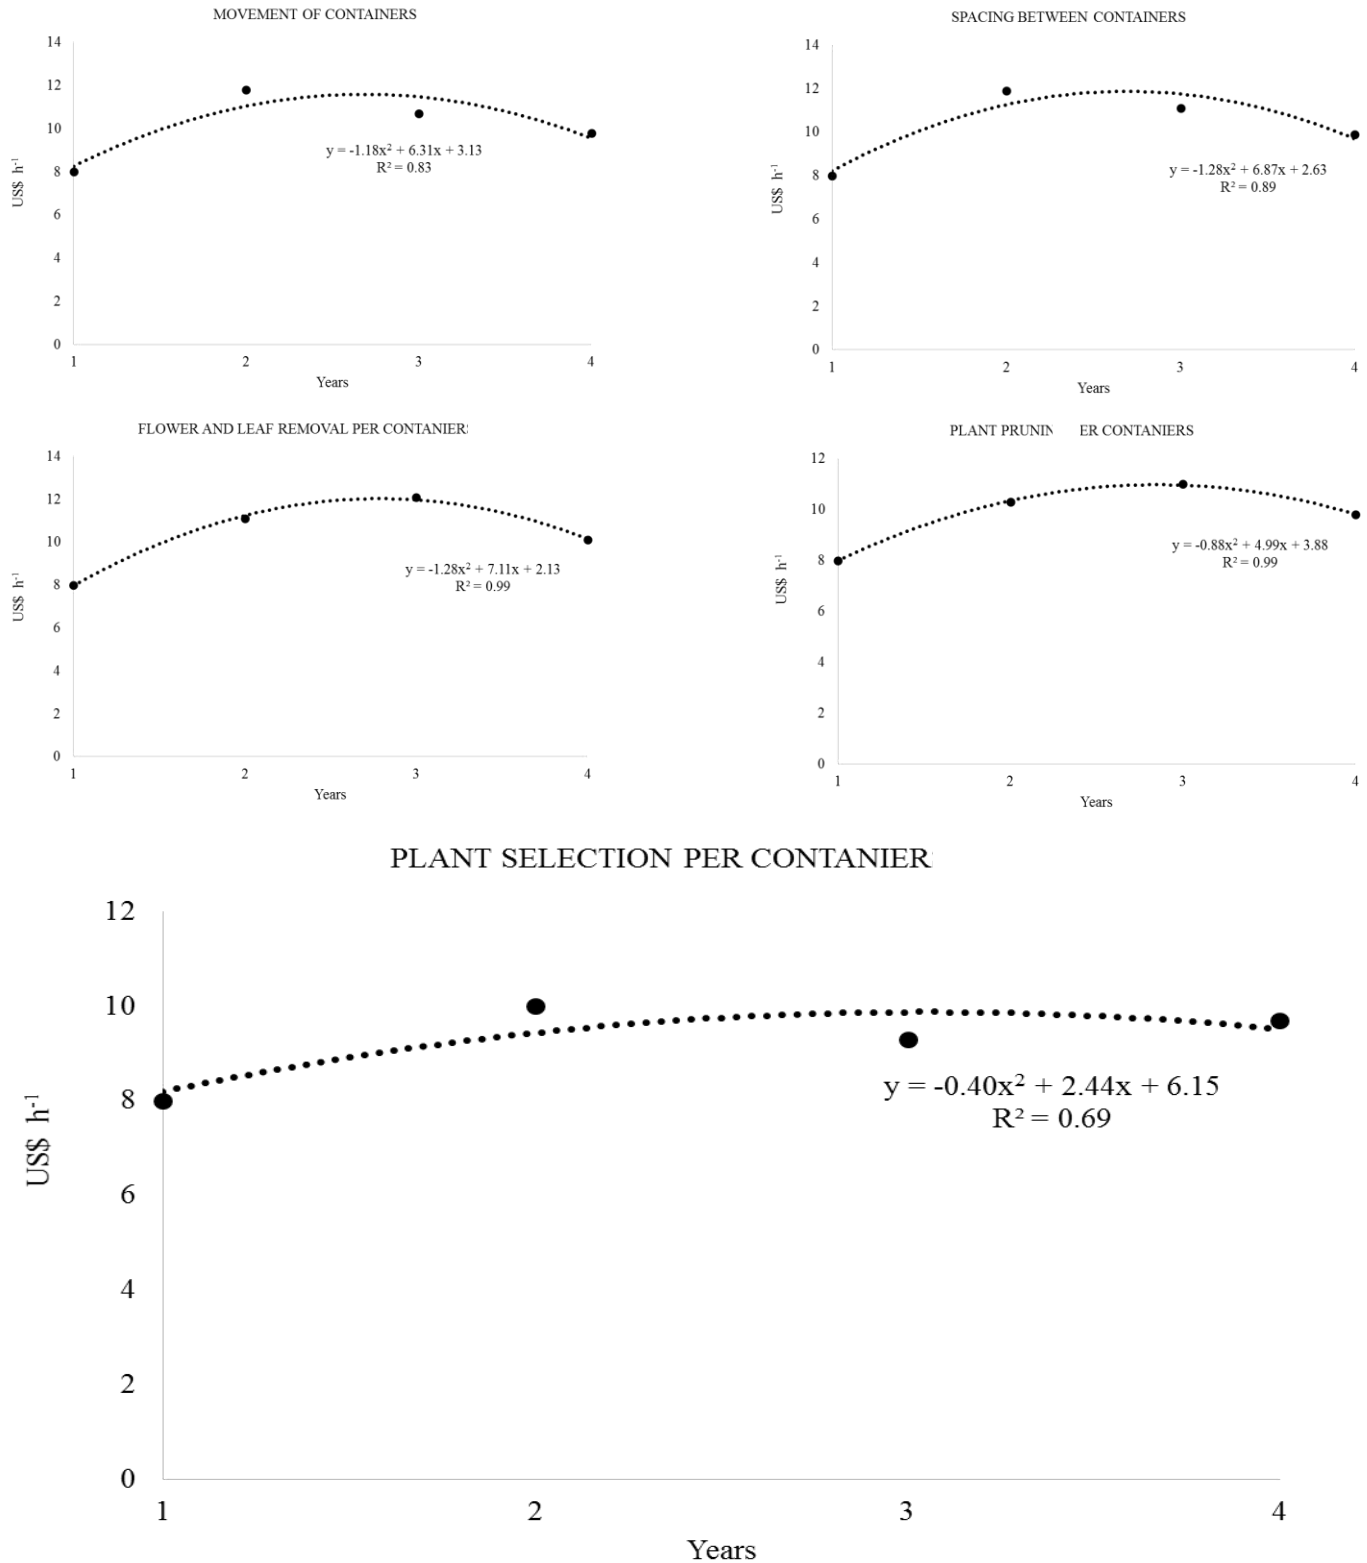 MOVEMENT OF CONTAINERS
14
12
10
8
6
4
2
0
US$ h⁻¹
y = -1.18x² + 6.31x + 3.13
R² = 0.83
1 2 3 4
Years
SPACING BETWEEN CONTAINERS
14
12
10
8
6
4
2
0
US$ h⁻¹
y = -1.28x² + 6.87x + 2.63
R² = 0.89
1 2 3 4
Years
FLOWER AND LEAF REMOVAL PER CONTANIER
14
12
10
8
6
4
2
0
US$ h⁻¹
y = -1.28x² + 7.11x + 2.13
R² = 0.99
1 2 3 4
Years
PLANT PRUNIN ER CONTANIERS
12
10
8
6
4
2
0
US$ h⁻¹
y = -0.88x² + 4.99x + 3.88
R² = 0.99
1 2 3 4
Years
PLANT SELECTION PER CONTANIER
12
10
8
6
4
2
0
US$ h⁻¹
y = -0.40x² + 2.44x + 6.15
R² = 0.69
1 2 3 4
Years